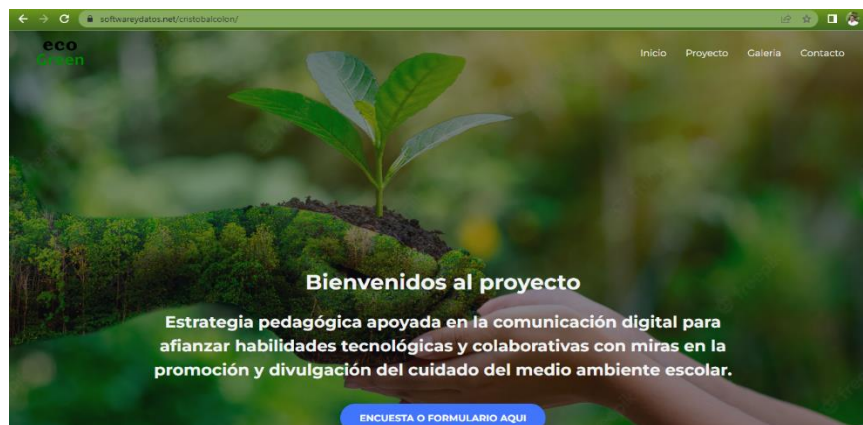 softwareydatos.net/cristobalcolon/
eco
Green
Inicio Proyecto Galeria Contacto
Bienvenidos al proyecto
Estrategia pedagógica apoyada en la comunicación digital para
afianzar habilidades tecnológicas y colaborativas con miras en la
promoción y divulgación del cuidado del medio ambiente escolar.
ENCUESTA O FORMULARIO AQUI